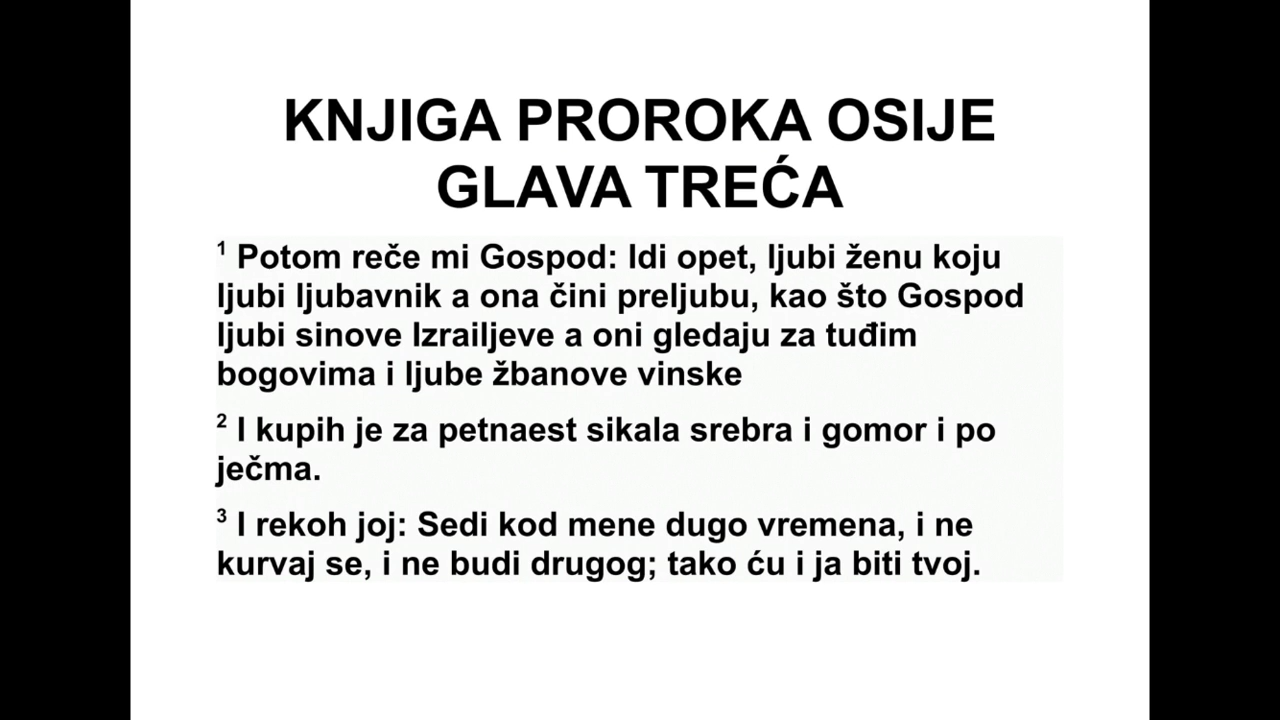 KNJIGA PROROKA OSIJE
GLAVA TREĆA
1 Potom reče mi Gospod: Idi opet, ljubi ženu koju
ljubi ljubavnik a ona čini preljubu, kao što Gospod
ljubi sinove Izrailjeve a oni gledaju za tuđim
bogovima i ljube žbanove vinske
2 I kupih je za petnaest sikala srebra i gomor i po
ječma.
3 I rekoh joj: Sedi kod mene dugo vremena, i ne
kurvaj se, i ne budi drugog; tako ću i ja biti tvoj.